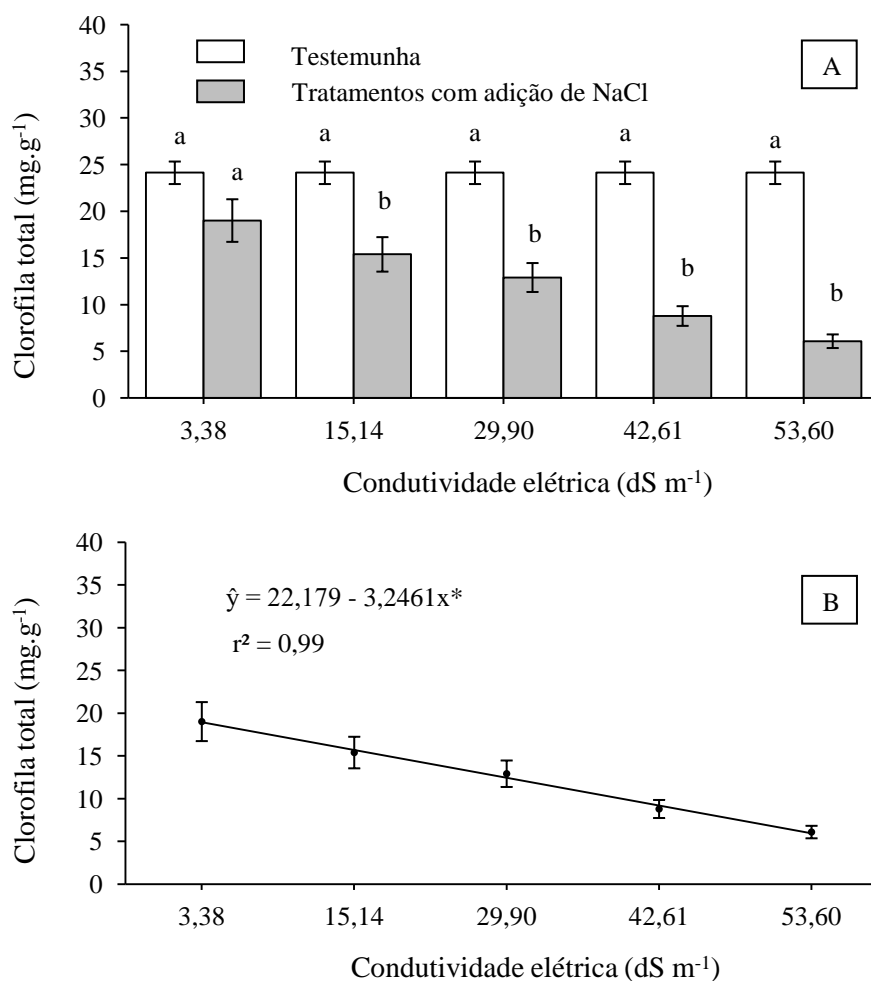 40
35
30
25
20
15
10
5
0
Clorofila total (mg.g⁻¹)
Testemunha
Tratamentos com adição de NaCl
A
a a a a a
a b b b b
3,38 15,14 29,90 42,61 53,60
Condutividade elétrica (dS m⁻¹)
40
35
30
25
20
15
10
5
0
Clorofila total (mg.g⁻¹)
ŷ = 22,179 - 3,2461x*
r² = 0,99
B
3,38 15,14 29,90 42,61 53,60
Condutividade elétrica (dS m⁻¹)